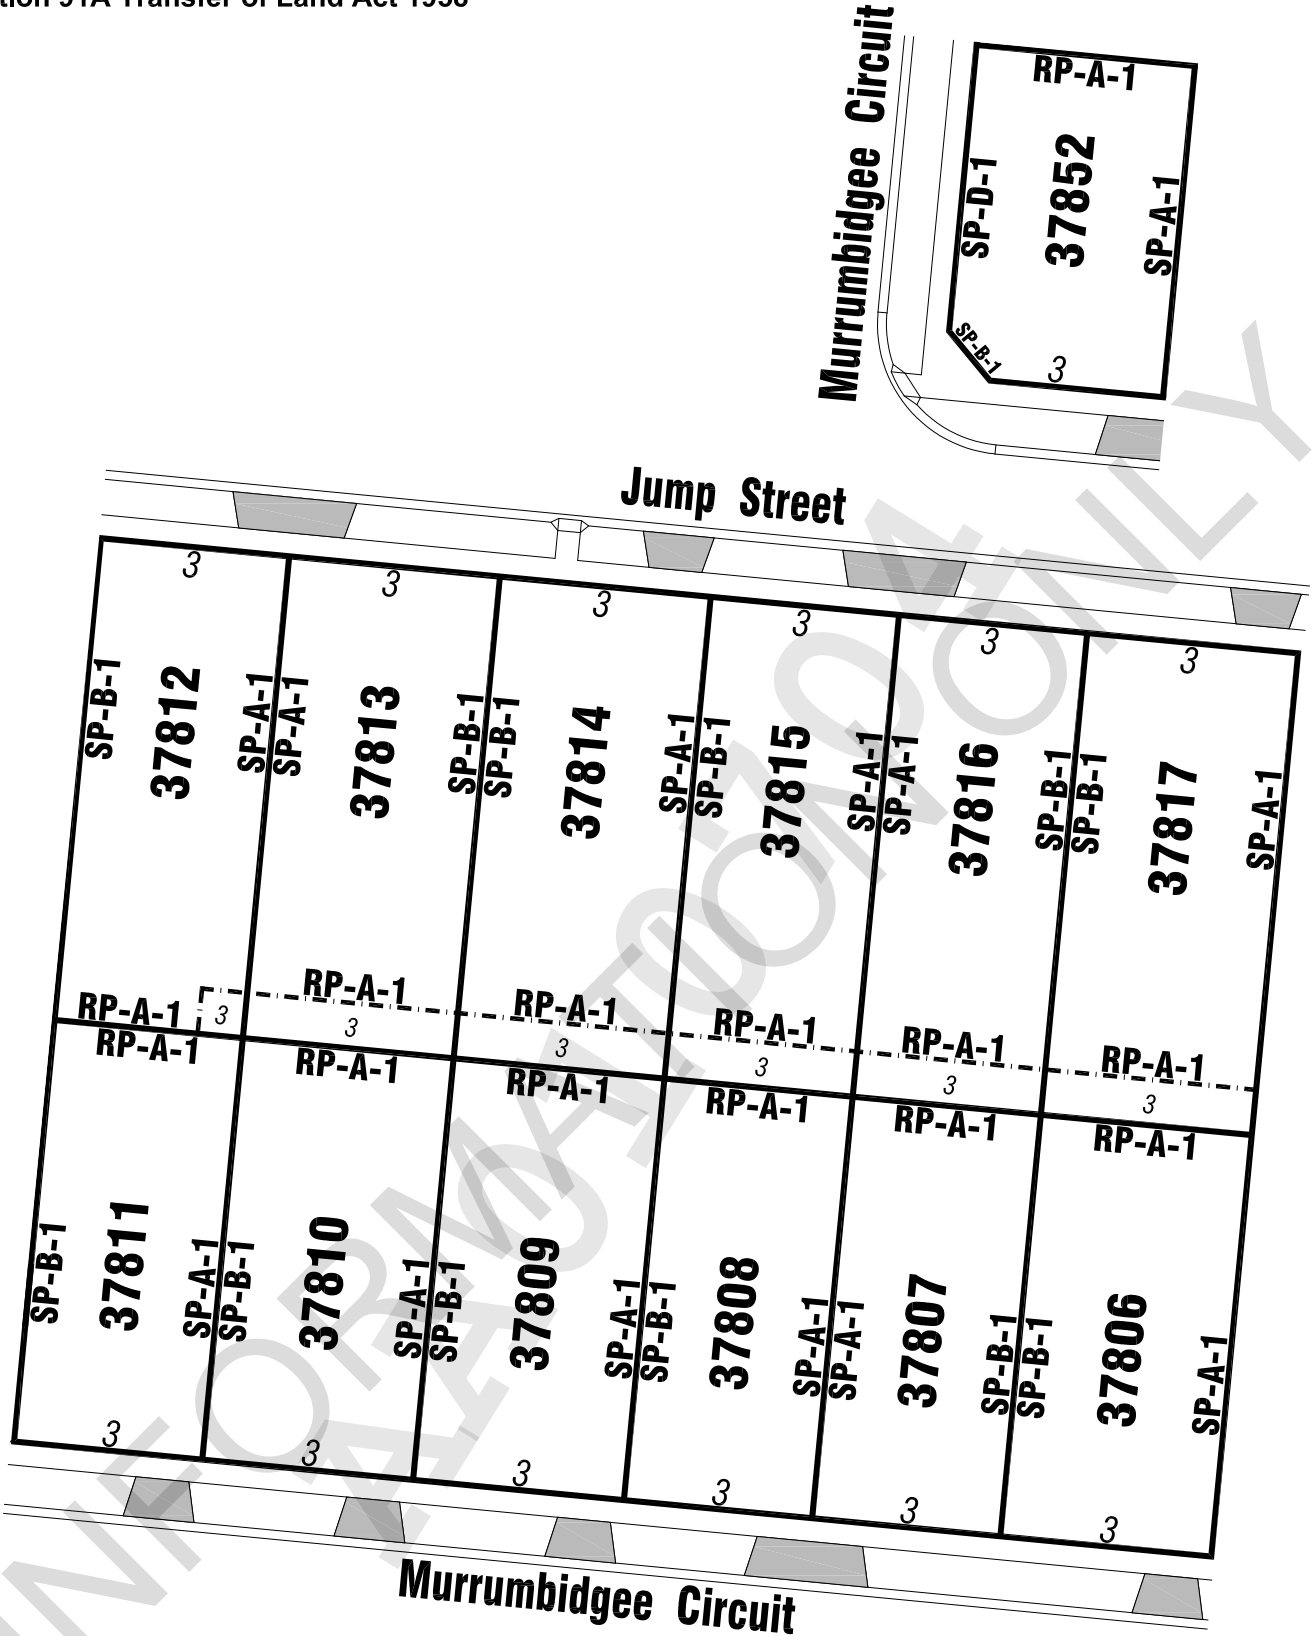 tion 91A Transfer of Land Act 1958
Murrumbidgee Circuit
RP-A-1
SP-D-1
37852
SP-A-1
SP-B-1
3
Jump Street
3
3
3
3
3
3
SP-B-1
37812
SP-A-1
SP-A-1
37813
SP-B-1
SP-B-1
37814
SP-A-1
SP-B-1
37815
SP-A-1
SP-A-1
37816
SP-B-1
SP-B-1
37817
SP-A-1
RP-A-1
3
RP-A-1
3
RP-A-1
3
RP-A-1
3
RP-A-1
3
RP-A-1
3
RP-A-1
RP-A-1
RP-A-1
RP-A-1
RP-A-1
RP-A-1
SP-B-1
37811
SP-A-1
SP-B-1
37810
SP-A-1
SP-B-1
37809
SP-A-1
SP-B-1
37808
SP-A-1
SP-A-1
37807
SP-B-1
SP-B-1
37806
SP-A-1
3
3
3
3
3
3
Murrumbidgee Circuit
INFORMATION ONLY